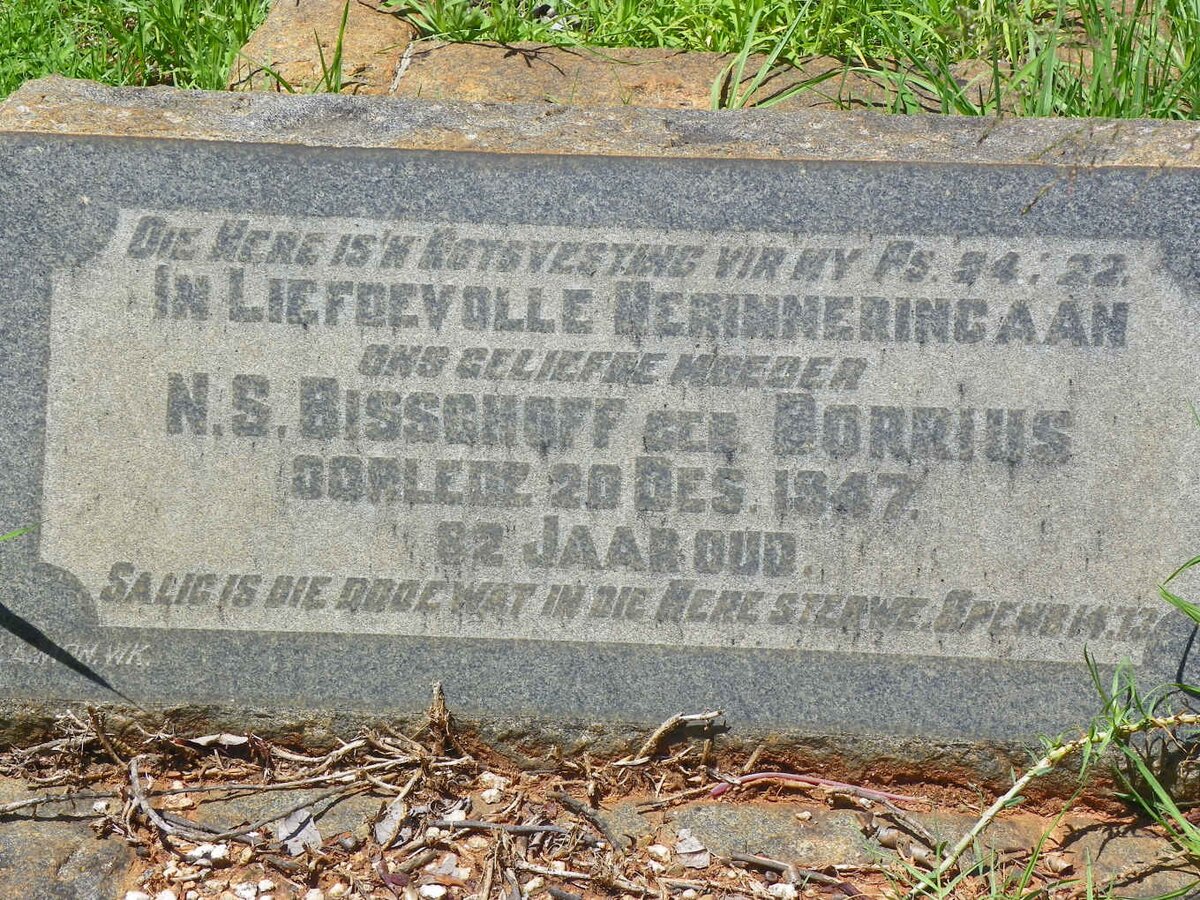 DIE HERE IS 'N ROTSVESTING VIR MY PS. 94: 22.
IN LIEFDEVOLLE HERINNERING AAN
ONS GELIEFDE MOEDER
N.S. BISSCHOFF GEB. BORRIUS
OORLEDE 20 DES. 1947.
82 JAAR OUD.
SALIG IS DIE DODE WAT IN DIE HERE STERWE. OPENB 14.13